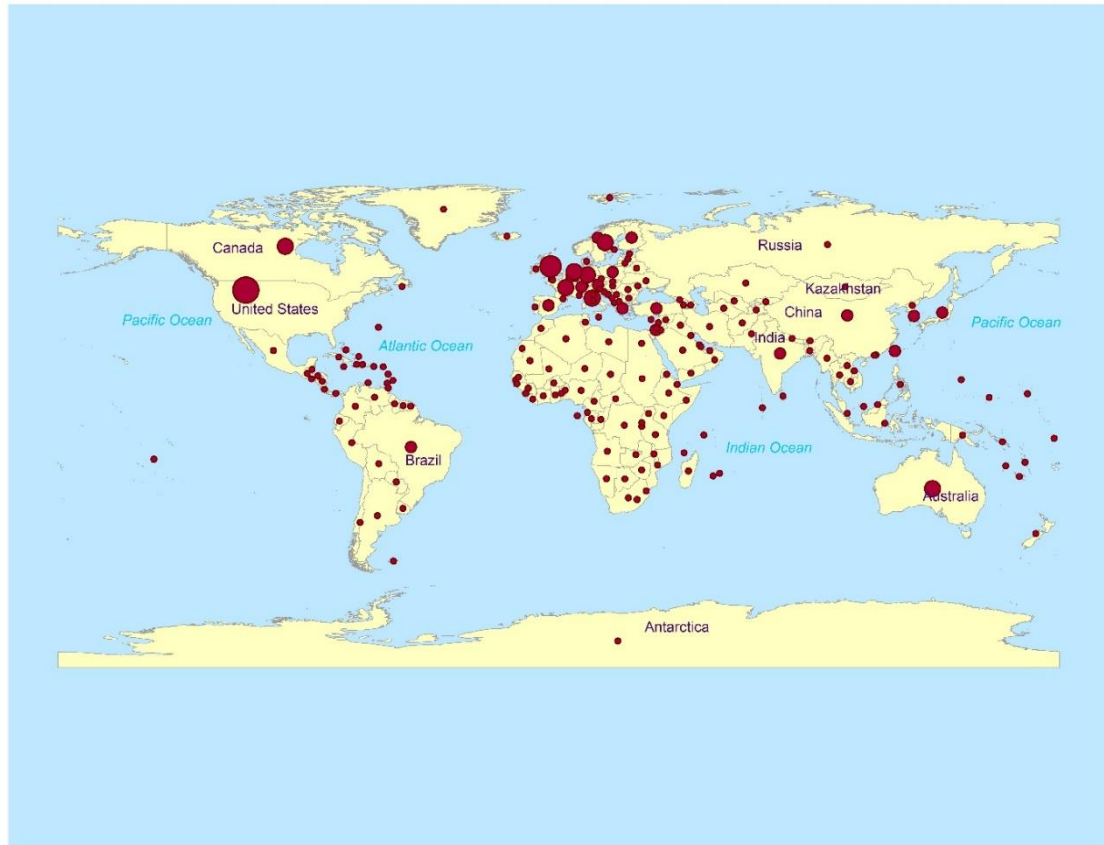 Canada
Russia
Kazakhstan
United States
China
Pacific Ocean
Pacific Ocean
India
Atlantic Ocean
Indian Ocean
Brazil
Australia
Antarctica